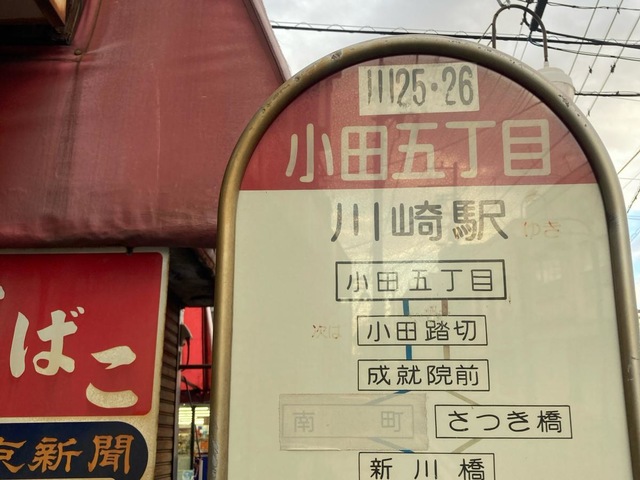 川25・26
小田五丁目
川崎駅 ゆき
小田五丁目
次は 小田踏切
成就院前
南 町 さつき橋
新川橋
ばこ
京新聞